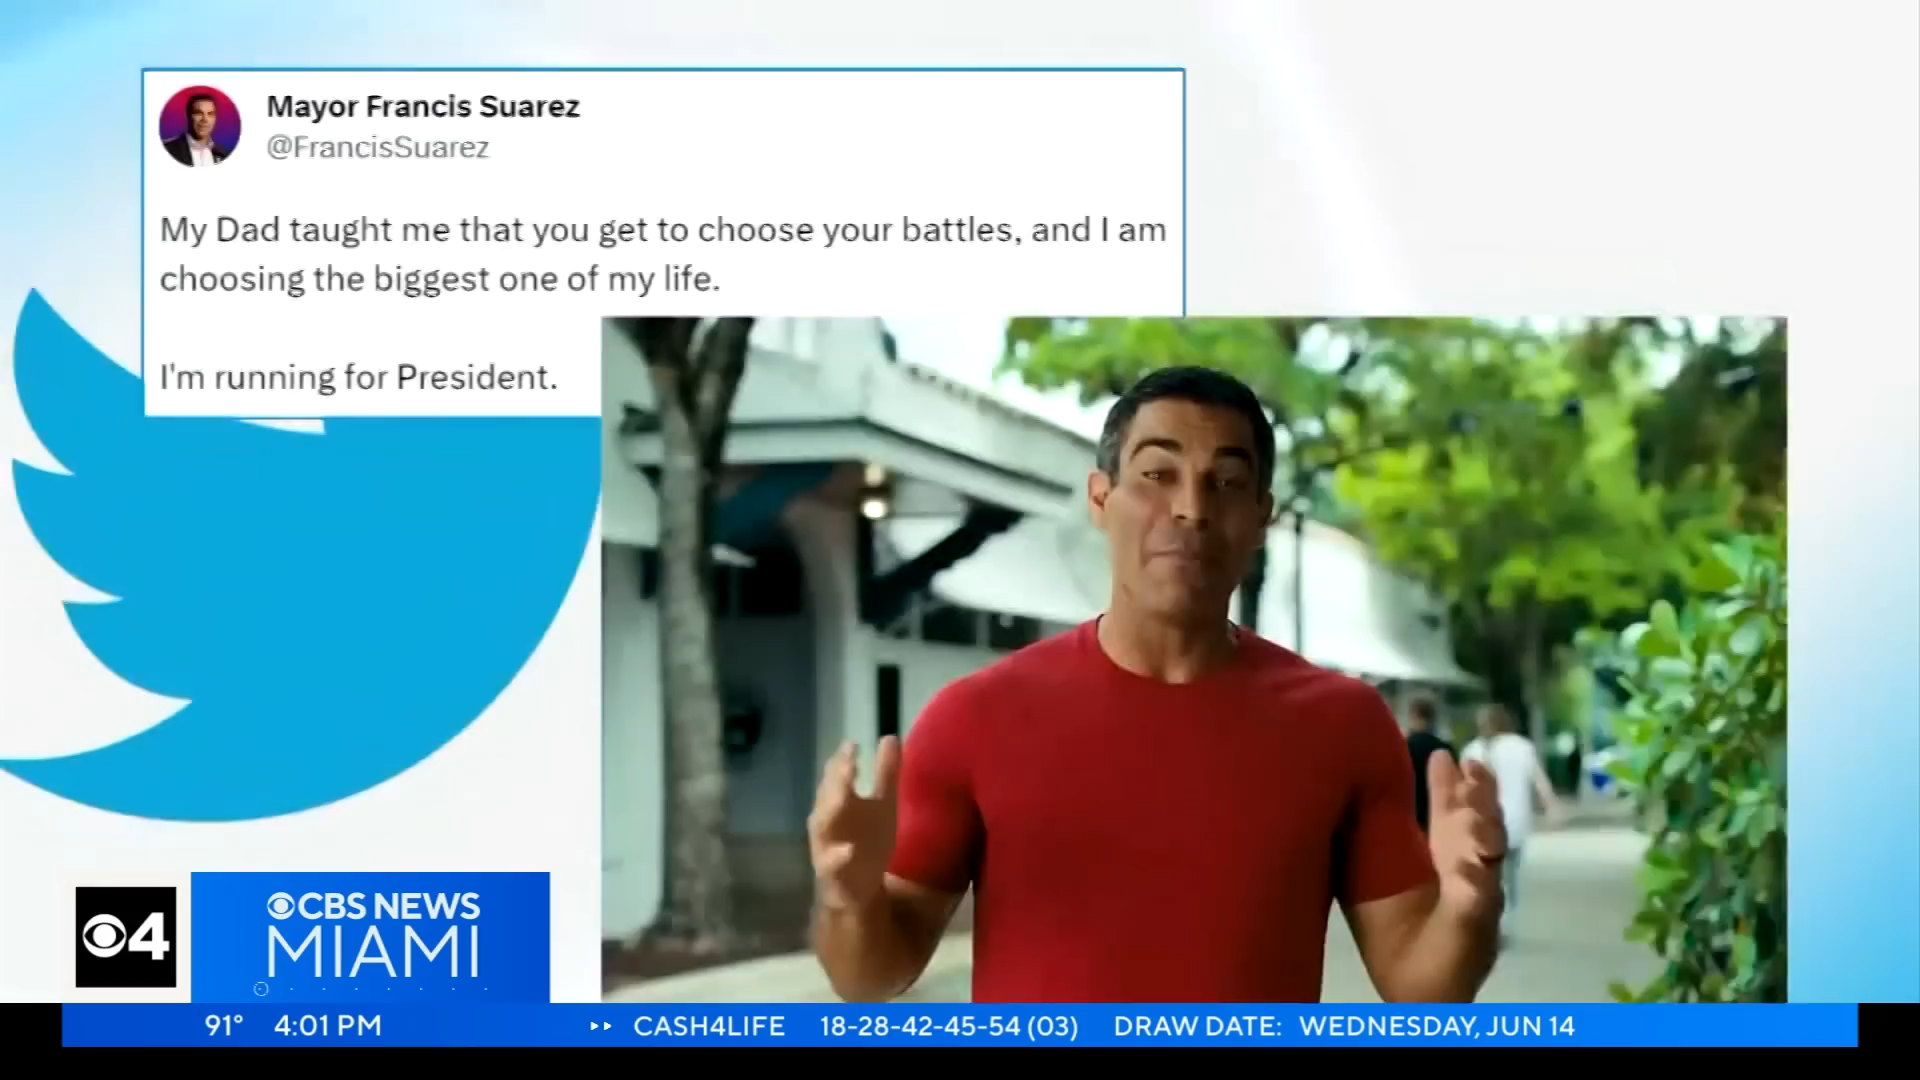 Mayor Francis Suarez
@FrancisSuarez
My Dad taught me that you get to choose your battles, and I am
choosing the biggest one of my life.
I'm running for President.
4
CBS NEWS
MIAMI
91° 4:01 PM
CASH4LIFE 18-28-42-45-54 (03) DRAW DATE: WEDNESDAY, JUN 14